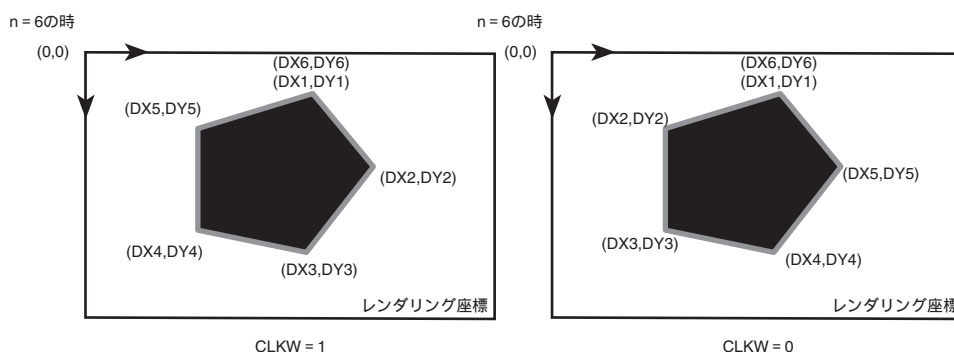 n = 6の時
(0,0)
(DX6,DY6)
(DX1,DY1)
(DX5,DY5)
(DX2,DY2)
(DX4,DY4)
(DX3,DY3)
レンダリング座標
CLKW = 1
n = 6の時
(0,0)
(DX6,DY6)
(DX1,DY1)
(DX2,DY2)
(DX5,DY5)
(DX3,DY3)
(DX4,DY4)
レンダリング座標
CLKW = 0